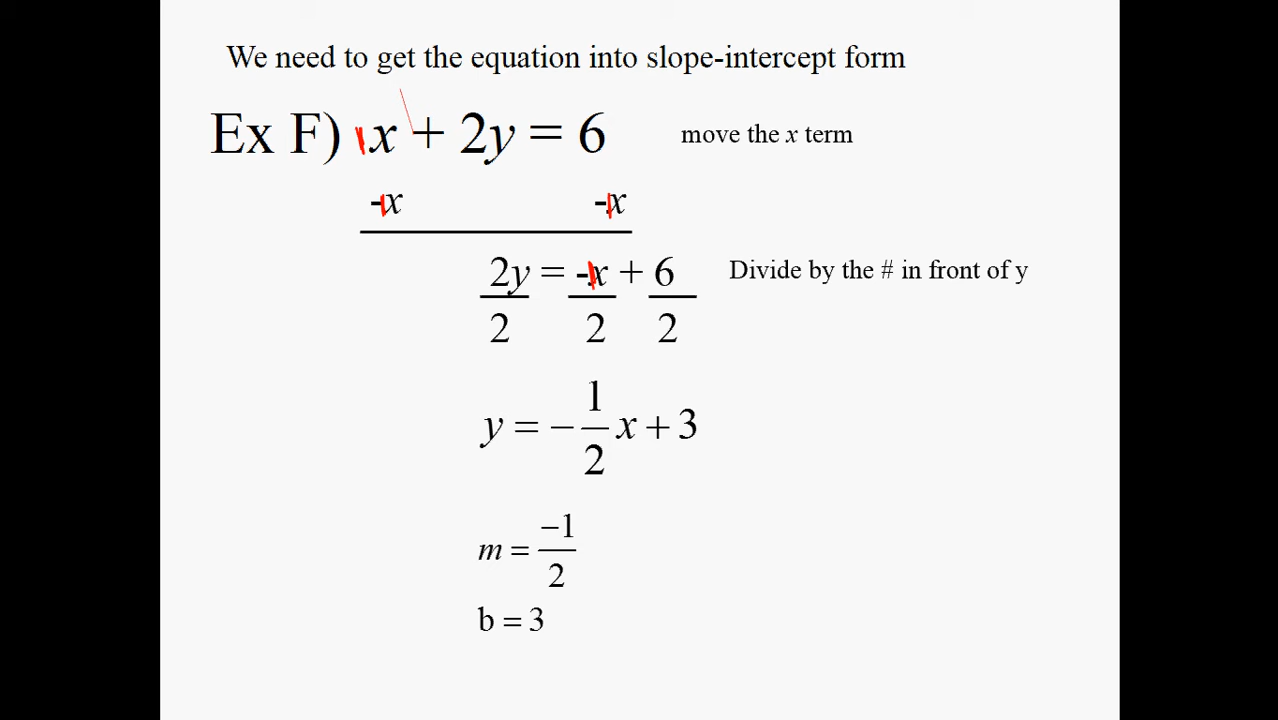 We need to get the equation into slope-intercept form
Ex F) 1x + 2y = 6 move the x term
-1x -1x
2y = -1x + 6 Divide by the # in front of y
2 2 2
y = - 1/2 x + 3
m = -1/2
b = 3